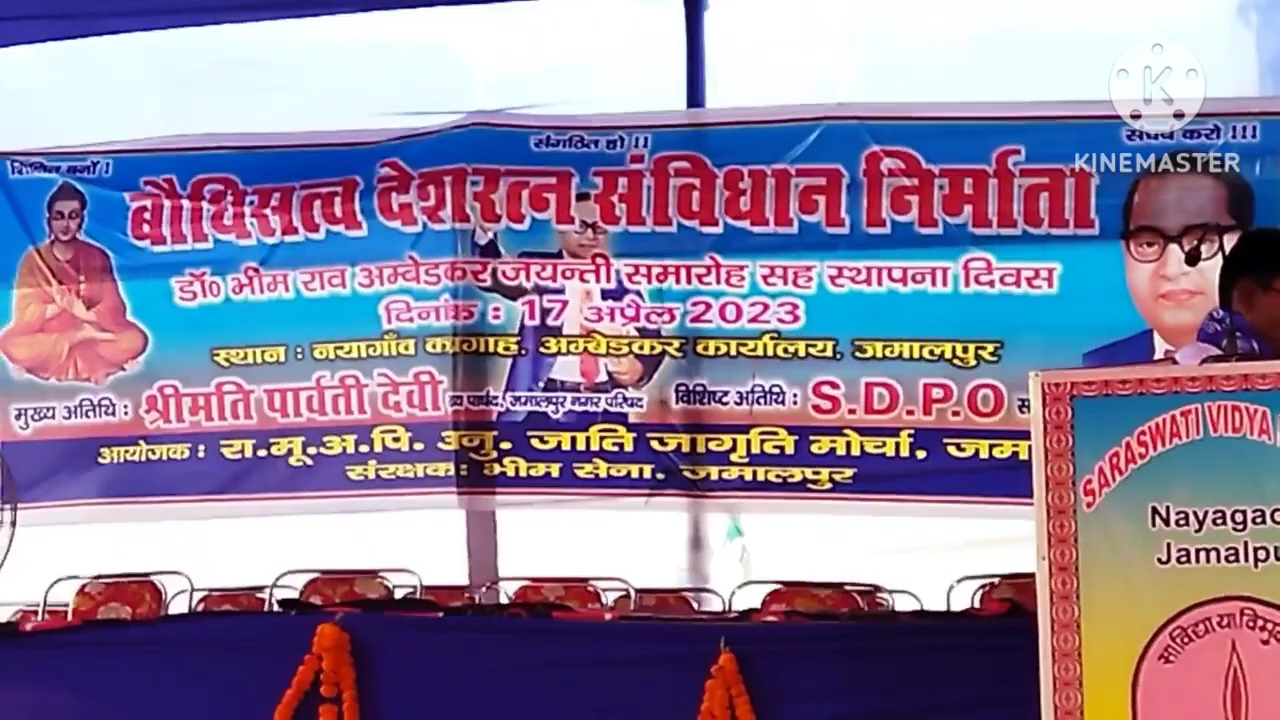 KINEMASTER
शिक्षित बनों !
संगठित हो !!
संघर्ष करो !!!
बौधिसत्व देशरत्न संविधान निर्माता
डॉ० भीम राव अम्बेडकर जयन्ती समारोह सह स्थापना दिवस
दिनांक : 17 अप्रैल 2023
स्थान : नयागाँव अम्बेडकर कार्यालय, जमालपुर
मुख्य अतिथि : श्रीमति पार्वती देवी पार्षद, जमालपुर नगर परिषद विशिष्ट अतिथि : S.D.P.O
आयोजक : रा.मू.अ.पि. अनु. जाति जागृति मोर्चा,
संरक्षक: भीम सेना, जमालपुर
SARASWATI VIDYA
Nayagao
Jamalpu
सा विद्या या विमु